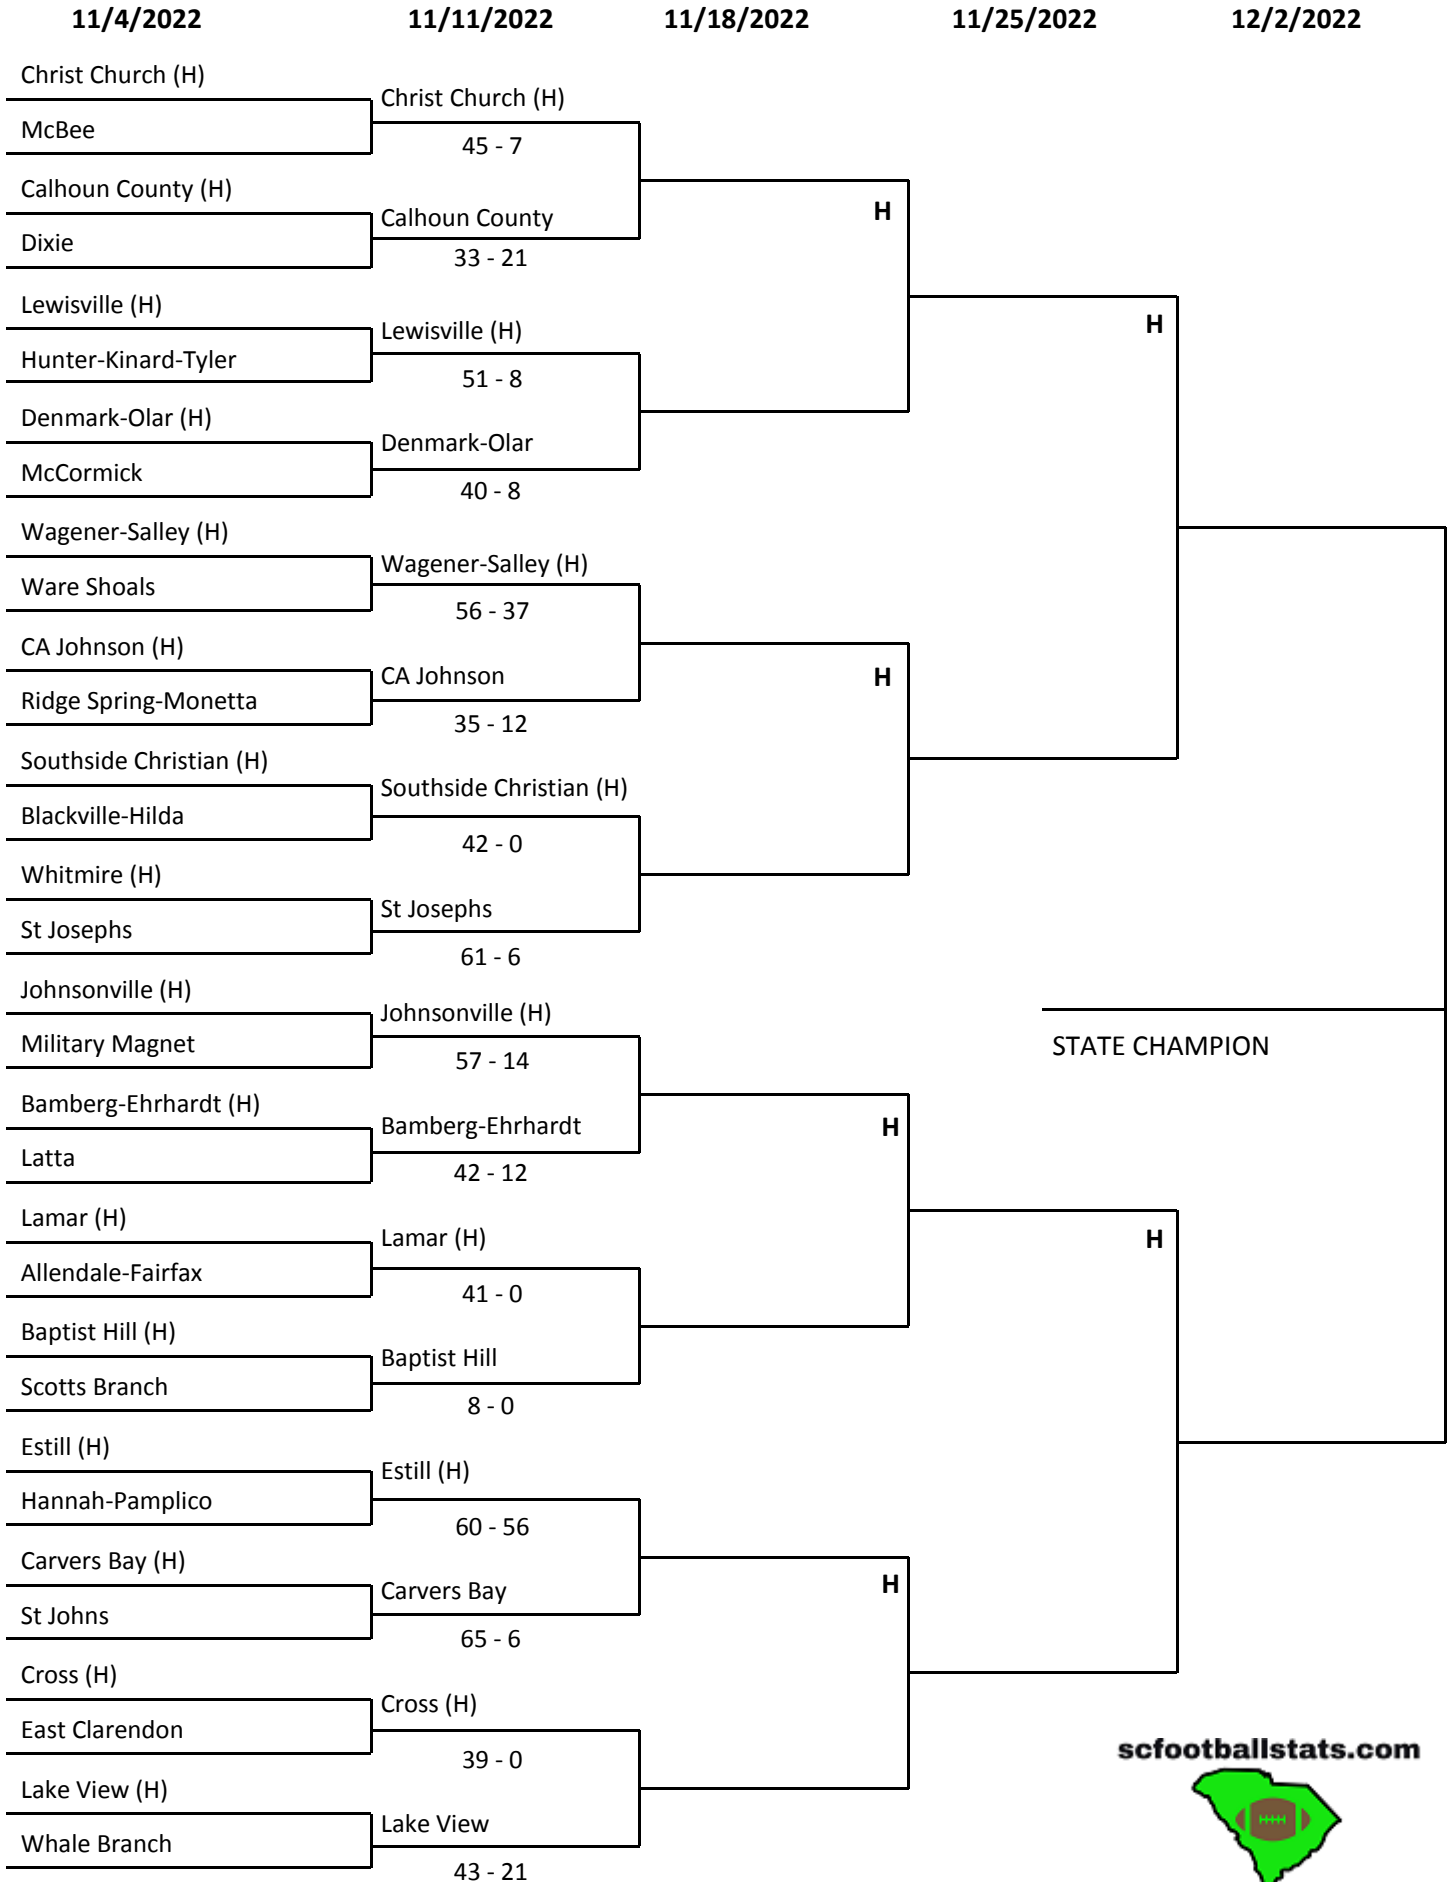 11/4/2022 11/11/2022 11/18/2022 11/25/2022 12/2/2022
Christ Church (H)
McBee
Calhoun County (H)
Dixie
Lewisville (H)
Hunter-Kinard-Tyler
Denmark-Olar (H)
McCormick
Wagener-Salley (H)
Ware Shoals
CA Johnson (H)
Ridge Spring-Monetta
Southside Christian (H)
Blackville-Hilda
Whitmire (H)
St Josephs
Johnsonville (H)
Military Magnet
Bamberg-Ehrhardt (H)
Latta
Lamar (H)
Allendale-Fairfax
Baptist Hill (H)
Scotts Branch
Estill (H)
Hannah-Pamplico
Carvers Bay (H)
St Johns
Cross (H)
East Clarendon
Lake View (H)
Whale Branch
Christ Church (H)
45 - 7
Calhoun County
33 - 21
Lewisville (H)
51 - 8
Denmark-Olar
40 - 8
Wagener-Salley (H)
56 - 37
CA Johnson
35 - 12
Southside Christian (H)
42 - 0
St Josephs
61 - 6
Johnsonville (H)
57 - 14
Bamberg-Ehrhardt
42 - 12
Lamar (H)
41 - 0
Baptist Hill
8 - 0
Estill (H)
60 - 56
Carvers Bay
65 - 6
Cross (H)
39 - 0
Lake View
43 - 21
H
H
H
H
H
H
STATE CHAMPION
scfootballstats.com